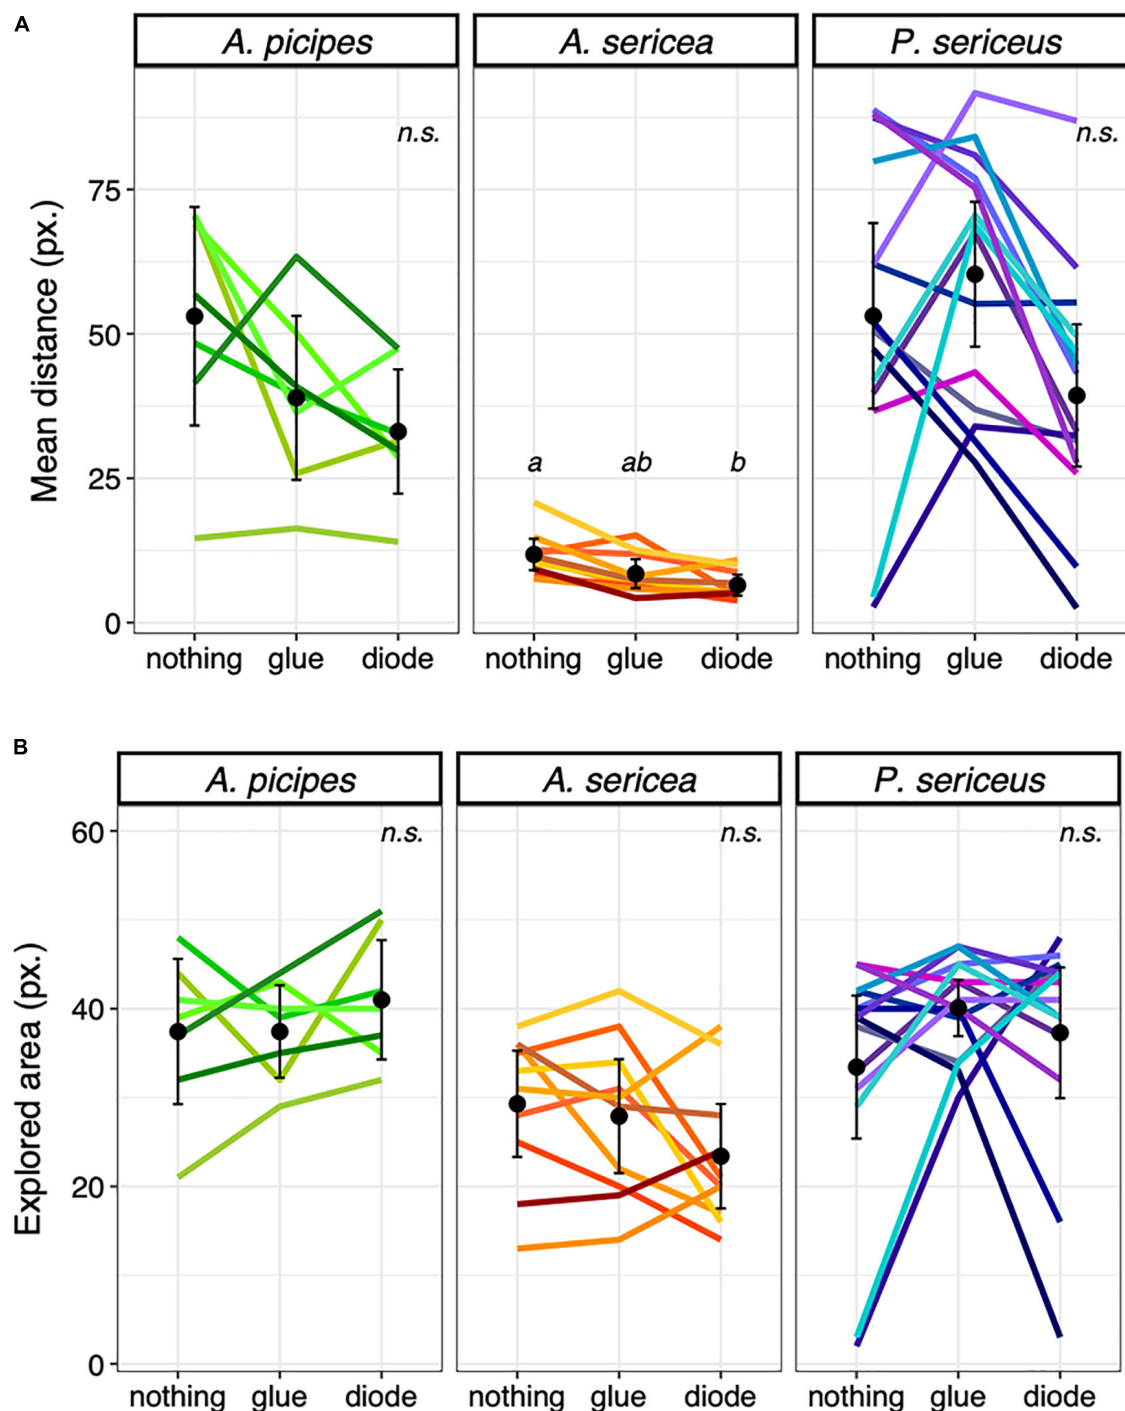 A
A. picipes A. sericea P. sericeus
n.s. n.s.
75
50
25
0
a ab b
Mean distance (px.)
nothing glue diode nothing glue diode nothing glue diode
B
A. picipes A. sericea P. sericeus
60 n.s. n.s. n.s.
40
20
0
Explored area (px.)
nothing glue diode nothing glue diode nothing glue diode